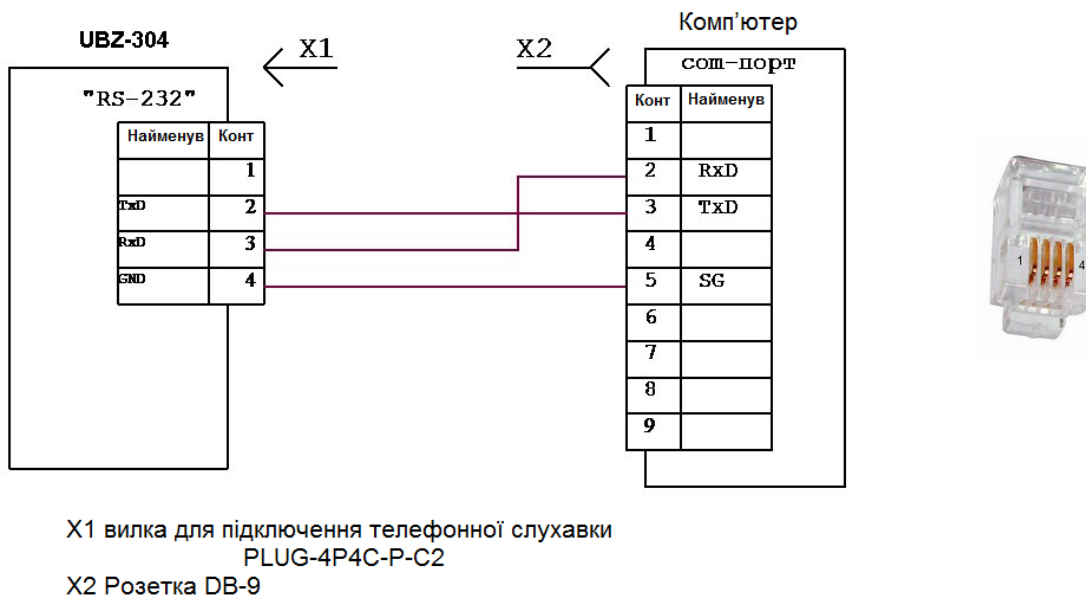 Комп’ютер
UBZ-304
X1
X2
com-порт
"RS-232"
Конт Найменув
Найменув Конт
1
1
2 RxD
TxD 2
3 TxD
RxD 3
4
GND 4
5 SG
6
7
8
9
1 4
X1 вилка для підключення телефонної слухавки
PLUG-4P4C-P-C2
X2 Розетка DB-9